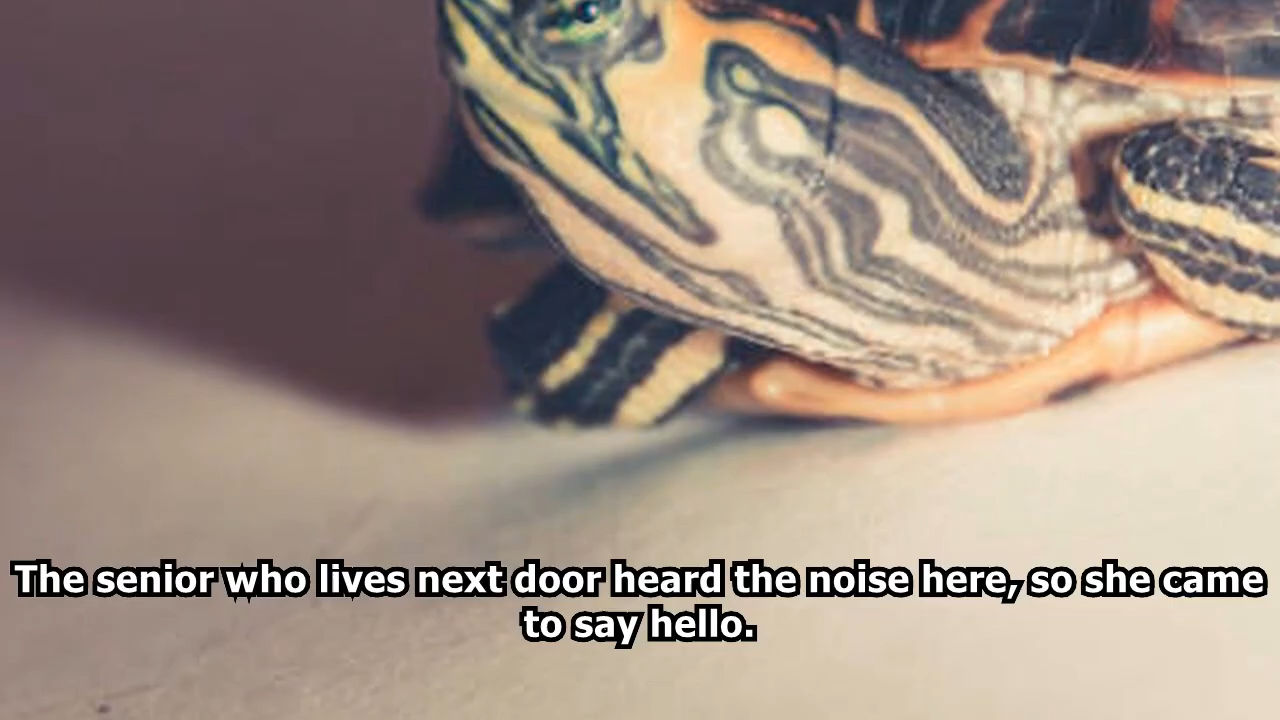 The senior who lives next door heard the noise here, so she came
to say hello.